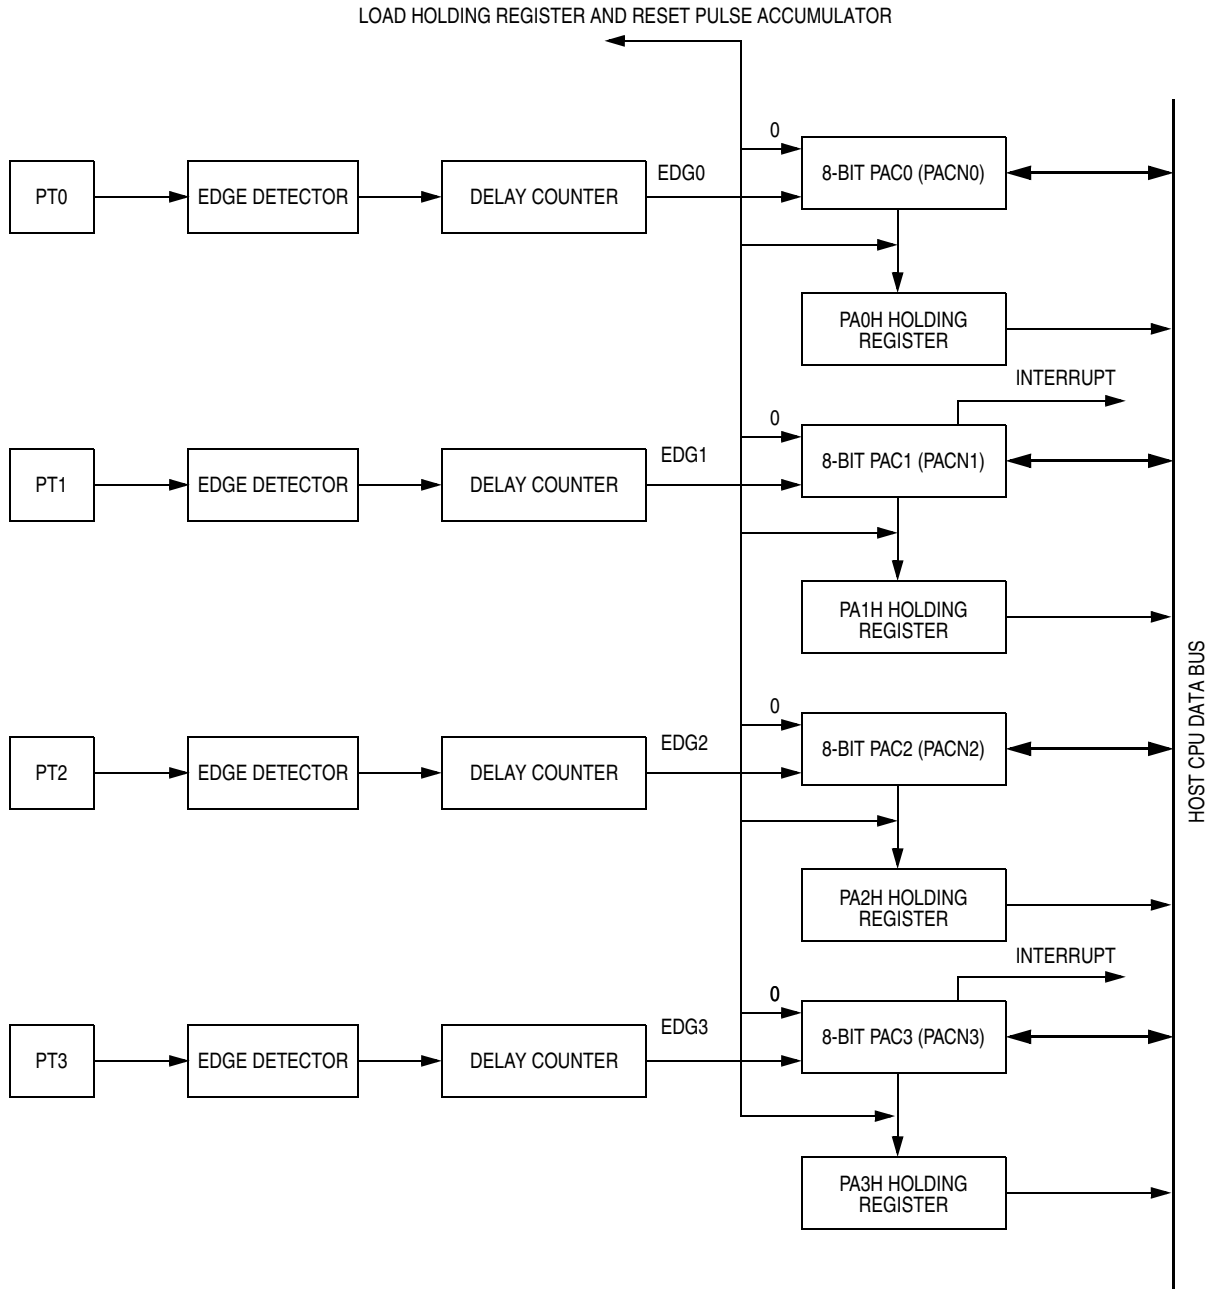 LOAD HOLDING REGISTER AND RESET PULSE ACCUMULATOR
0
PT0
EDGE DETECTOR
DELAY COUNTER
EDG0
8-BIT PAC0 (PACN0)
PA0H HOLDING
REGISTER
INTERRUPT
0
PT1
EDGE DETECTOR
DELAY COUNTER
EDG1
8-BIT PAC1 (PACN1)
PA1H HOLDING
REGISTER
HOST CPU DATA BUS
0
PT2
EDGE DETECTOR
DELAY COUNTER
EDG2
8-BIT PAC2 (PACN2)
PA2H HOLDING
REGISTER
INTERRUPT
0
PT3
EDGE DETECTOR
DELAY COUNTER
EDG3
8-BIT PAC3 (PACN3)
PA3H HOLDING
REGISTER